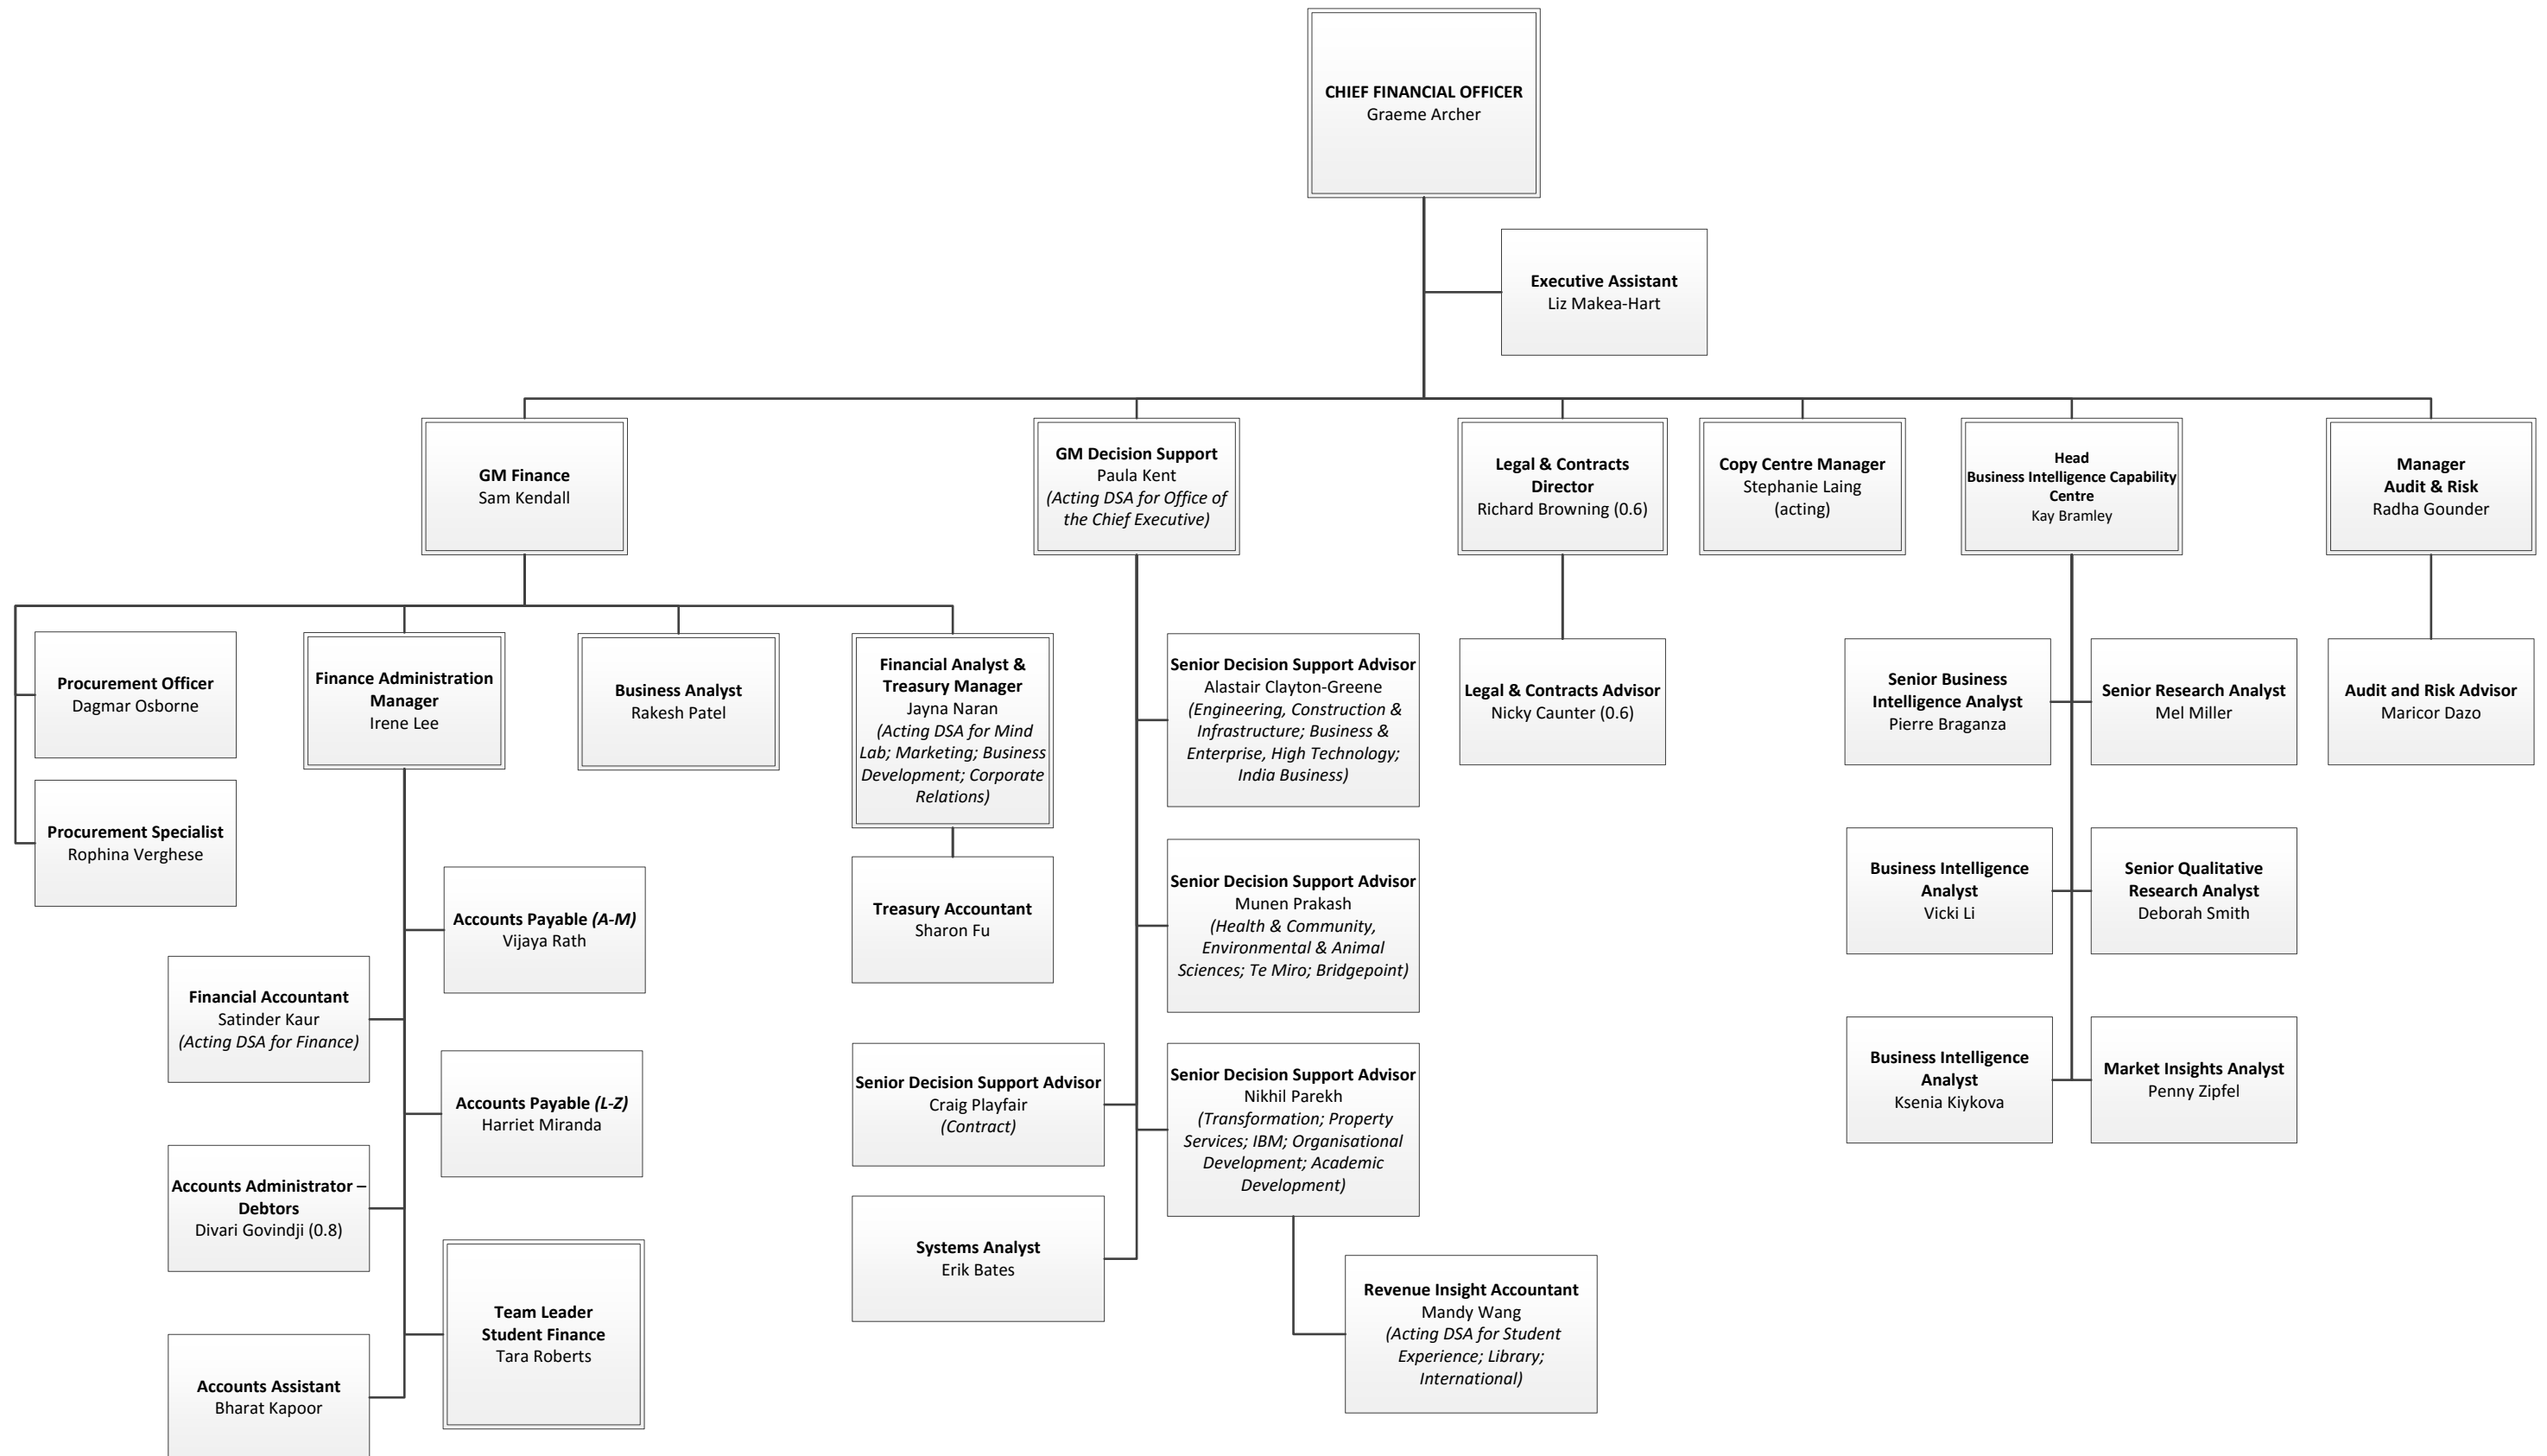 CHIEF FINANCIAL OFFICER
Graeme Archer
Executive Assistant
Liz Makea-Hart
GM Finance
Sam Kendall
GM Decision Support
Paula Kent
(Acting DSA for Office of
the Chief Executive)
Legal & Contracts
Director
Richard Browning (0.6)
Copy Centre Manager
Stephanie Laing
(acting)
Head
Business Intelligence Capability
Centre
Kay Bramley
Manager
Audit & Risk
Radha Gounder
Procurement Officer
Dagmar Osborne
Procurement Specialist
Rophina Verghese
Finance Administration
Manager
Irene Lee
Business Analyst
Rakesh Patel
Financial Analyst &
Treasury Manager
Jayna Naran
(Acting DSA for Mind
Lab; Marketing; Business
Development; Corporate
Relations)
Treasury Accountant
Sharon Fu
Accounts Payable (A-M)
Vijaya Rath
Financial Accountant
Satinder Kaur
(Acting DSA for Finance)
Accounts Payable (L-Z)
Harriet Miranda
Accounts Administrator –
Debtors
Divari Govindji (0.8)
Team Leader
Student Finance
Tara Roberts
Accounts Assistant
Bharat Kapoor
Senior Decision Support Advisor
Alastair Clayton-Greene
(Engineering, Construction &
Infrastructure; Business &
Enterprise, High Technology;
India Business)
Senior Decision Support Advisor
Munen Prakash
(Health & Community,
Environmental & Animal
Sciences; Te Miro; Bridgepoint)
Senior Decision Support Advisor
Craig Playfair
(Contract)
Senior Decision Support Advisor
Nikhil Parekh
(Transformation; Property
Services; IBM; Organisational
Development; Academic
Development)
Systems Analyst
Erik Bates
Revenue Insight Accountant
Mandy Wang
(Acting DSA for Student
Experience; Library;
International)
Legal & Contracts Advisor
Nicky Caunter (0.6)
Senior Business
Intelligence Analyst
Pierre Braganza
Senior Research Analyst
Mel Miller
Business Intelligence
Analyst
Vicki Li
Senior Qualitative
Research Analyst
Deborah Smith
Business Intelligence
Analyst
Ksenia Kiykova
Market Insights Analyst
Penny Zipfel
Audit and Risk Advisor
Maricor Dazo